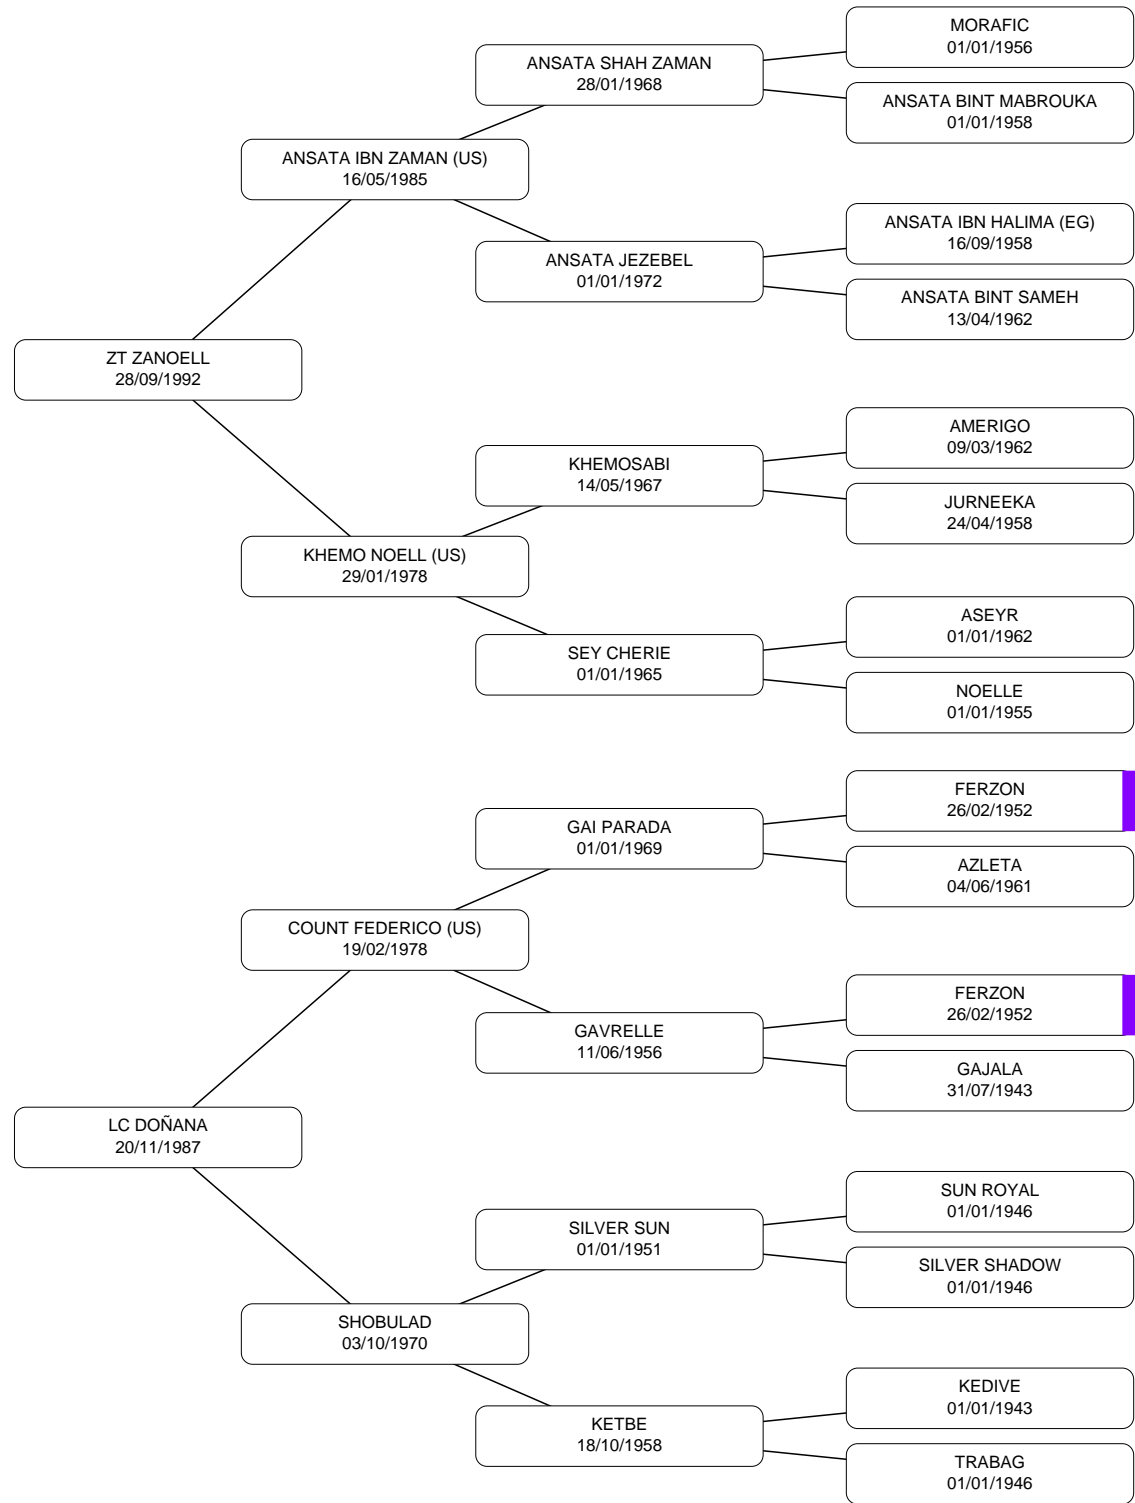 MORAFIC
01/01/1956
ANSATA SHAH ZAMAN
28/01/1968
ANSATA BINT MABROUKA
01/01/1958
ANSATA IBN ZAMAN (US)
16/05/1985
ANSATA IBN HALIMA (EG)
16/09/1958
ANSATA JEZEBEL
01/01/1972
ANSATA BINT SAMEH
13/04/1962
ZT ZANOELL
28/09/1992
AMERIGO
09/03/1962
KHEMOSABI
14/05/1967
JURNEEKA
24/04/1958
KHEMO NOELL (US)
29/01/1978
ASEYR
01/01/1962
SEY CHERIE
01/01/1965
NOELLE
01/01/1955
FERZON
26/02/1952
GAI PARADA
01/01/1969
AZLETA
04/06/1961
COUNT FEDERICO (US)
19/02/1978
FERZON
26/02/1952
GAVRELLE
11/06/1956
GAJALA
31/07/1943
LC DOÑANA
20/11/1987
SUN ROYAL
01/01/1946
SILVER SUN
01/01/1951
SILVER SHADOW
01/01/1946
SHOBULAD
03/10/1970
KEDIVE
01/01/1943
KETBE
18/10/1958
TRABAG
01/01/1946